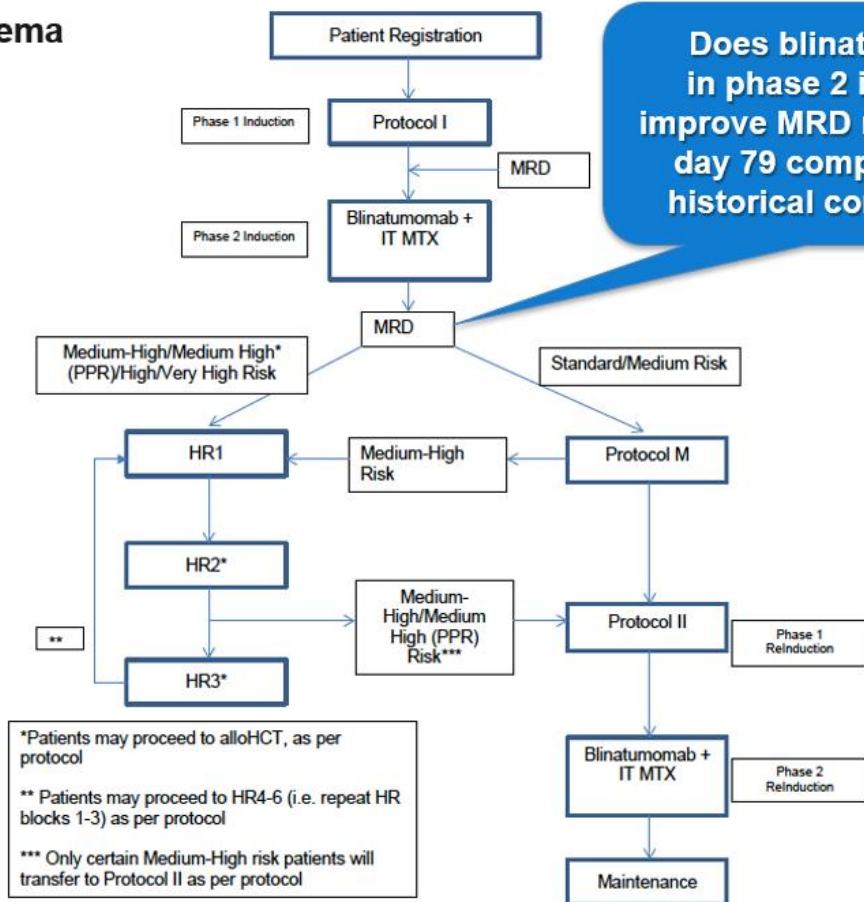 ema
Patient Registration
Does blinat
in phase 2 i
improve MRD
day 79 comp
historical co
Phase 1 Induction
Protocol I
MRD
Phase 2 Induction
Blinatumomab +
IT MTX
MRD
Medium-High/Medium High*
(PPR)/High/Very High Risk
Standard/Medium Risk
HR1
Medium-High
Risk
Protocol M
HR2*
Medium-
High/Medium
High (PPR)
Risk***
Protocol II
Phase 1
ReInduction
**
HR3*
*Patients may proceed to alloHCT, as per
protocol
** Patients may proceed to HR4-6 (i.e. repeat HR
blocks 1-3) as per protocol
*** Only certain Medium-High risk patients will
transfer to Protocol II as per protocol
Blinatumomab +
IT MTX
Phase 2
ReInduction
Maintenance